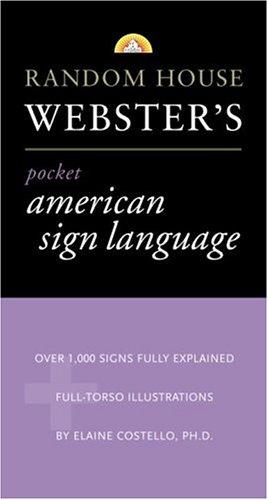 RANDOM HOUSE
WEBSTER'S
pocket
american
sign language
OVER 1,000 SIGNS FULLY EXPLAINED
FULL-TORSO ILLUSTRATIONS
BY ELAINE COSTELLO, PH.D.